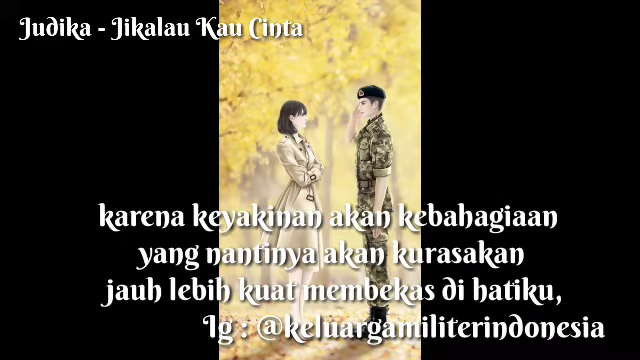 Judika - Jikalau Kau Cinta
karena keyakinan akan kebahagiaan
yang nantinya akan kurasakan
jauh lebih kuat membekas di hatiku,
Ig : @keluargamiliterindonesia